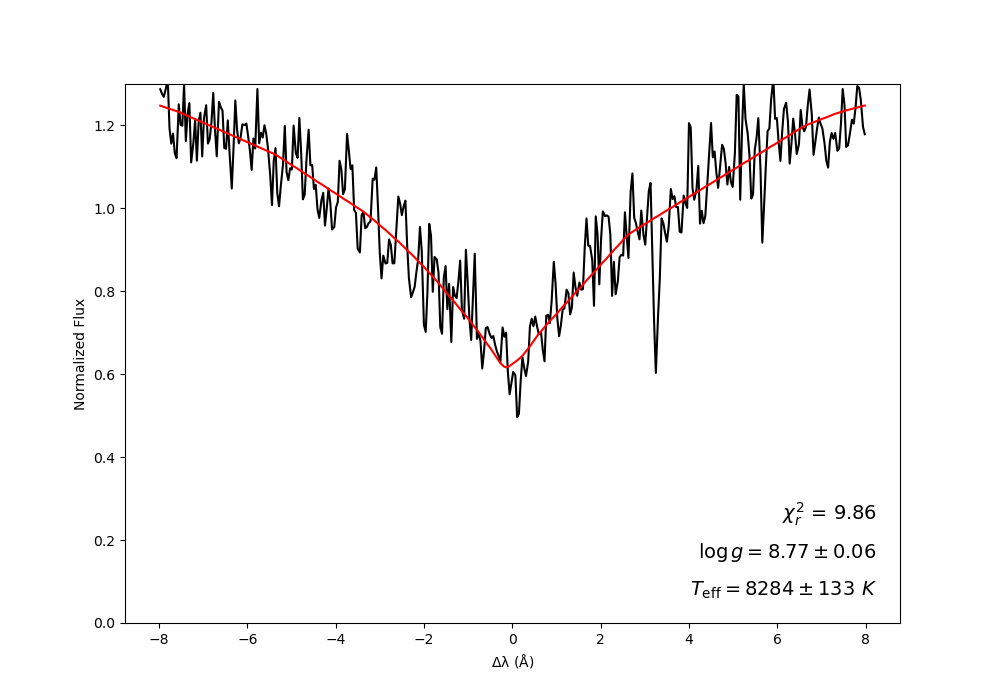 1.2
1.0
0.8
0.6
0.4
0.2
0.0
Normalized Flux
χ²ᵣ = 9.86
log g = 8.77 ± 0.06
T_eff = 8284 ± 133 K
−8 −6 −4 −2 0 2 4 6 8
Δλ (Å)